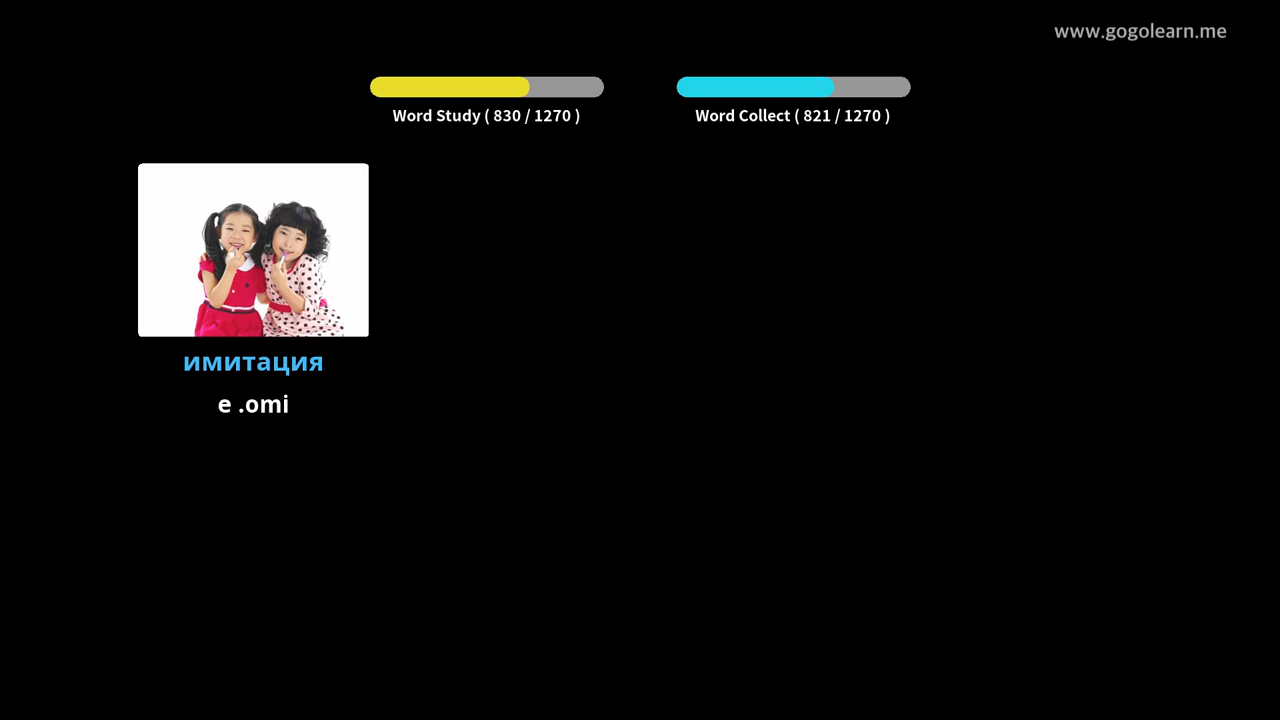 www.gogolearn.me
Word Study ( 830 / 1270 )
Word Collect ( 821 / 1270 )
имитация
e .omi